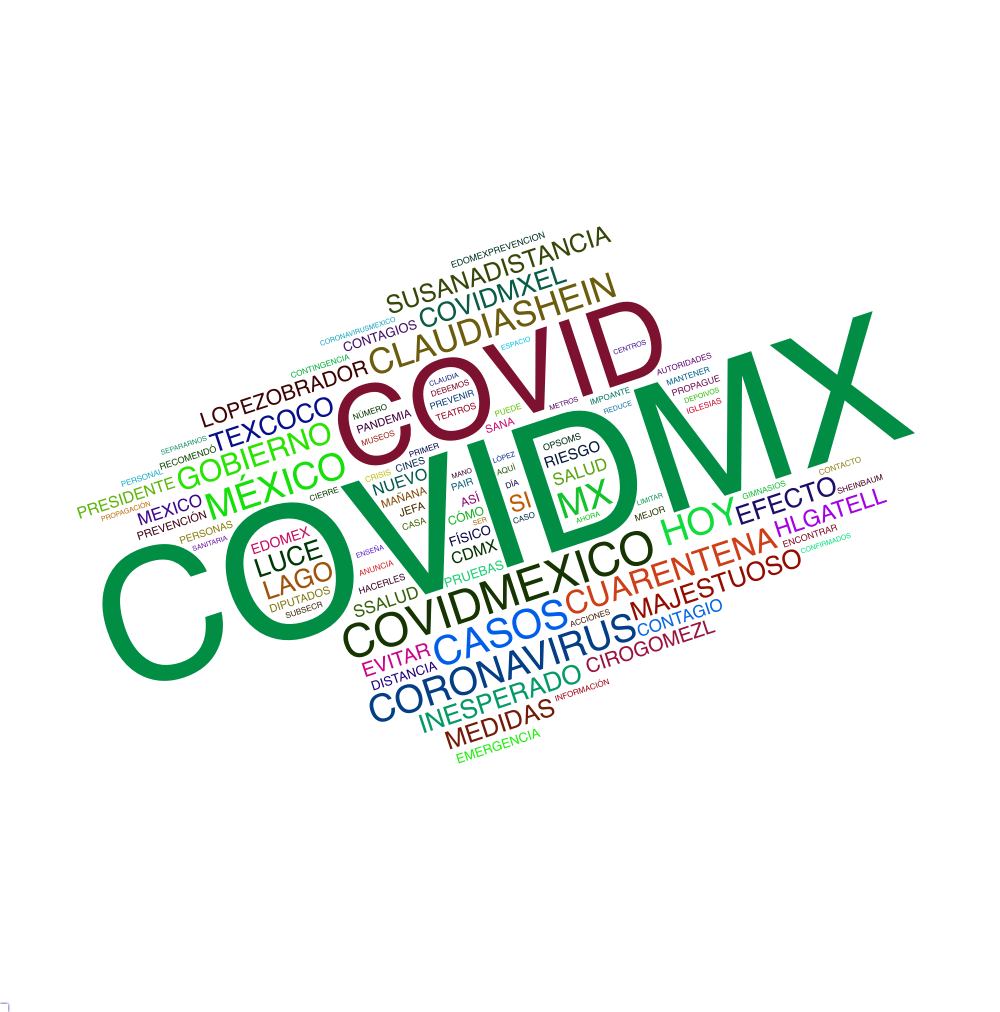 EDOMEXPREVENCION
SUSANADISTANCIA
COVIDMXEL
CORONAVIRUSMEXICO
CONTAGIOS
CLAUDIASHEIN
CONTINGENCIA
LOPEZOBRADOR
COVID
ESPACIO
CENTROS
CLAUDIA
DEBEMOS
PREVENIR
TEATROS
NÚMERO
PANDEMIA
MUSEOS
TEXCOCO
SEPARARNOS
RECOMENDÓ
GOBIERNO
PERSONAL
PRESIDENTE
PROPAGACIÓN
MEXICO
MÉXICO
PREVENCIÓN
PERSONAS
SANITARIA
CIERRE
CRISIS
CINES
PRIMER
NUEVO
MAÑANA
JEFA
CASA
SANA
PUEDE
METROS
IMPOANTE
REDUCE
AUTORIDADES
MANTENER
PROPAGUE
DEPOIVOS
IGLESIAS
COVIDMX
MANO
PAIR
LÓPEZ
AQUÍ
DÍA
ASÍ
CÓMO
SER
SI
CASO
FÍSICO
CDMX
PRUEBAS
OPSOMS
RIESGO
SALUD
MX
AHORA
LIMITAR
MEJOR
EDOMEX
LUCE
LAGO
DIPUTADOS
SUBSECR
ENSEÑA
ANUNCIA
HACERLES
SSALUD
HOY
GIMNASIOS
EFECTO
CONTACTO
SHEINBAUM
HLGATELL
ENCONTRAR
CONFIRMADOS
COVIDMEXICO
CUARENTENA
MAJESTUOSO
CASOS
ACCIONES
EVITAR
DISTANCIA
CORONAVIRUS
CONTAGIO
CIROGOMEZL
INESPERADO
INFORMACIÓN
MEDIDAS
EMERGENCIA